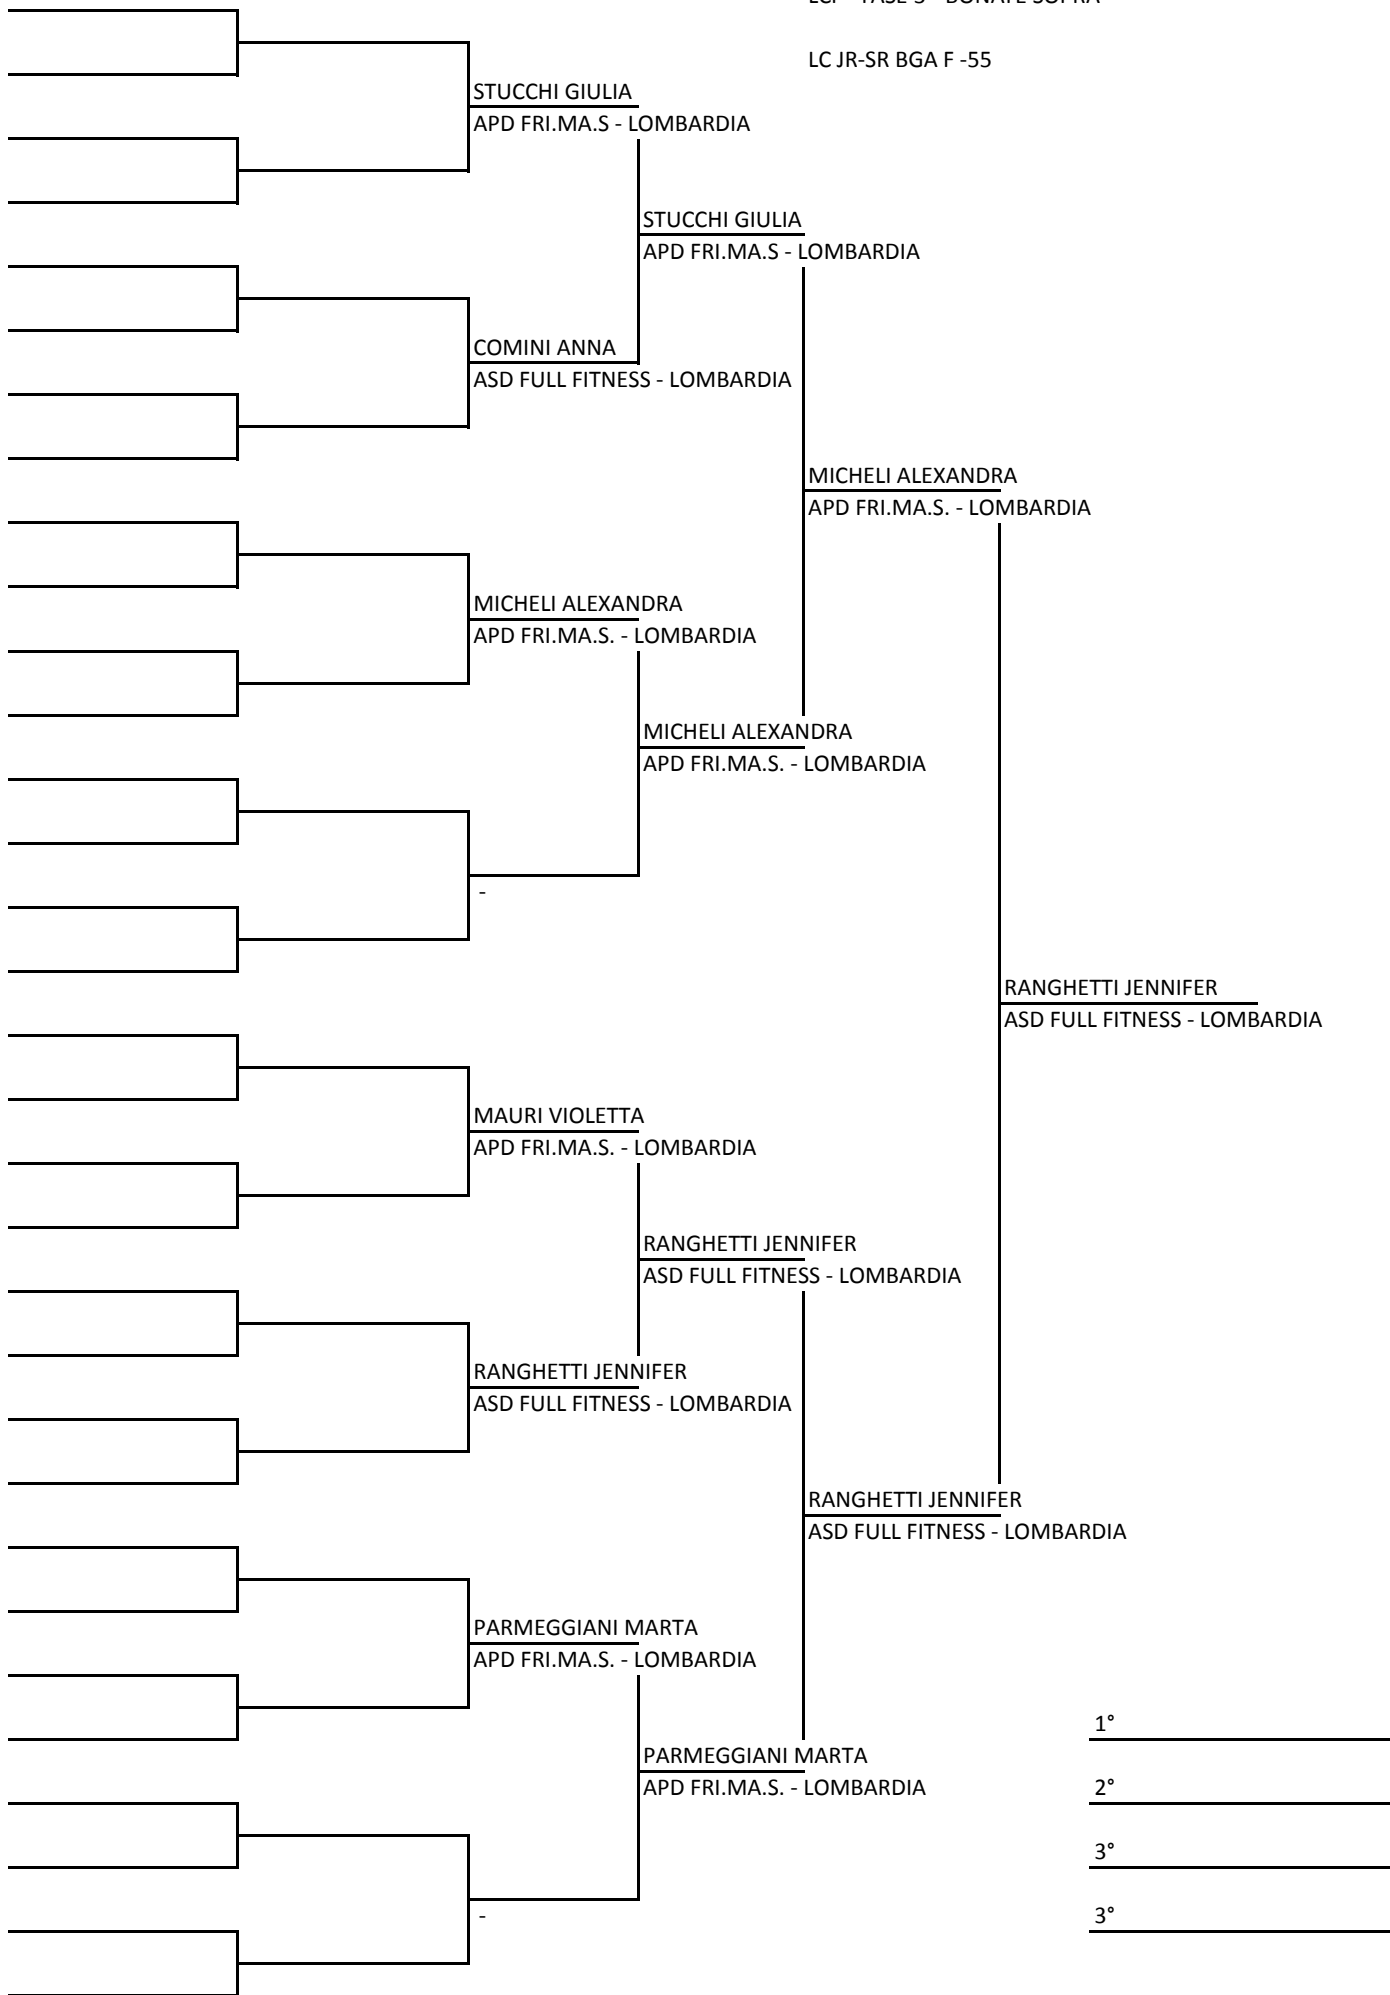 FASE - BONATE SOPRA
LC JR-SR BGA F -55
STUCCHI GIULIA
APD FRI.MA.S - LOMBARDIA
STUCCHI GIULIA
APD FRI.MA.S - LOMBARDIA
COMINI ANNA
ASD FULL FITNESS - LOMBARDIA
MICHELI ALEXANDRA
APD FRI.MA.S. - LOMBARDIA
MICHELI ALEXANDRA
APD FRI.MA.S. - LOMBARDIA
MICHELI ALEXANDRA
APD FRI.MA.S. - LOMBARDIA
-
RANGHETTI JENNIFER
ASD FULL FITNESS - LOMBARDIA
MAURI VIOLETTA
APD FRI.MA.S. - LOMBARDIA
RANGHETTI JENNIFER
ASD FULL FITNESS - LOMBARDIA
RANGHETTI JENNIFER
ASD FULL FITNESS - LOMBARDIA
RANGHETTI JENNIFER
ASD FULL FITNESS - LOMBARDIA
PARMEGGIANI MARTA
APD FRI.MA.S. - LOMBARDIA
1°
PARMEGGIANI MARTA
APD FRI.MA.S. - LOMBARDIA
2°
3°
-
3°